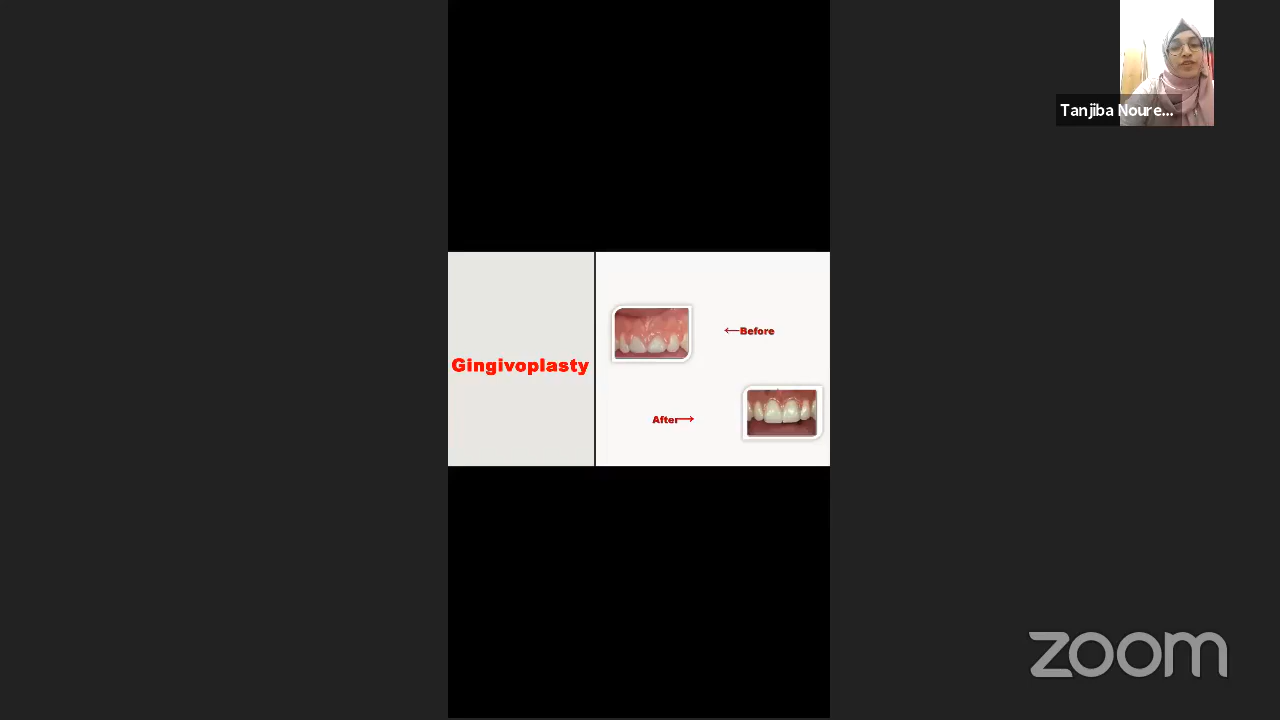 Tanjiba Noure...
Gingivoplasty
←Before
After→
zoom